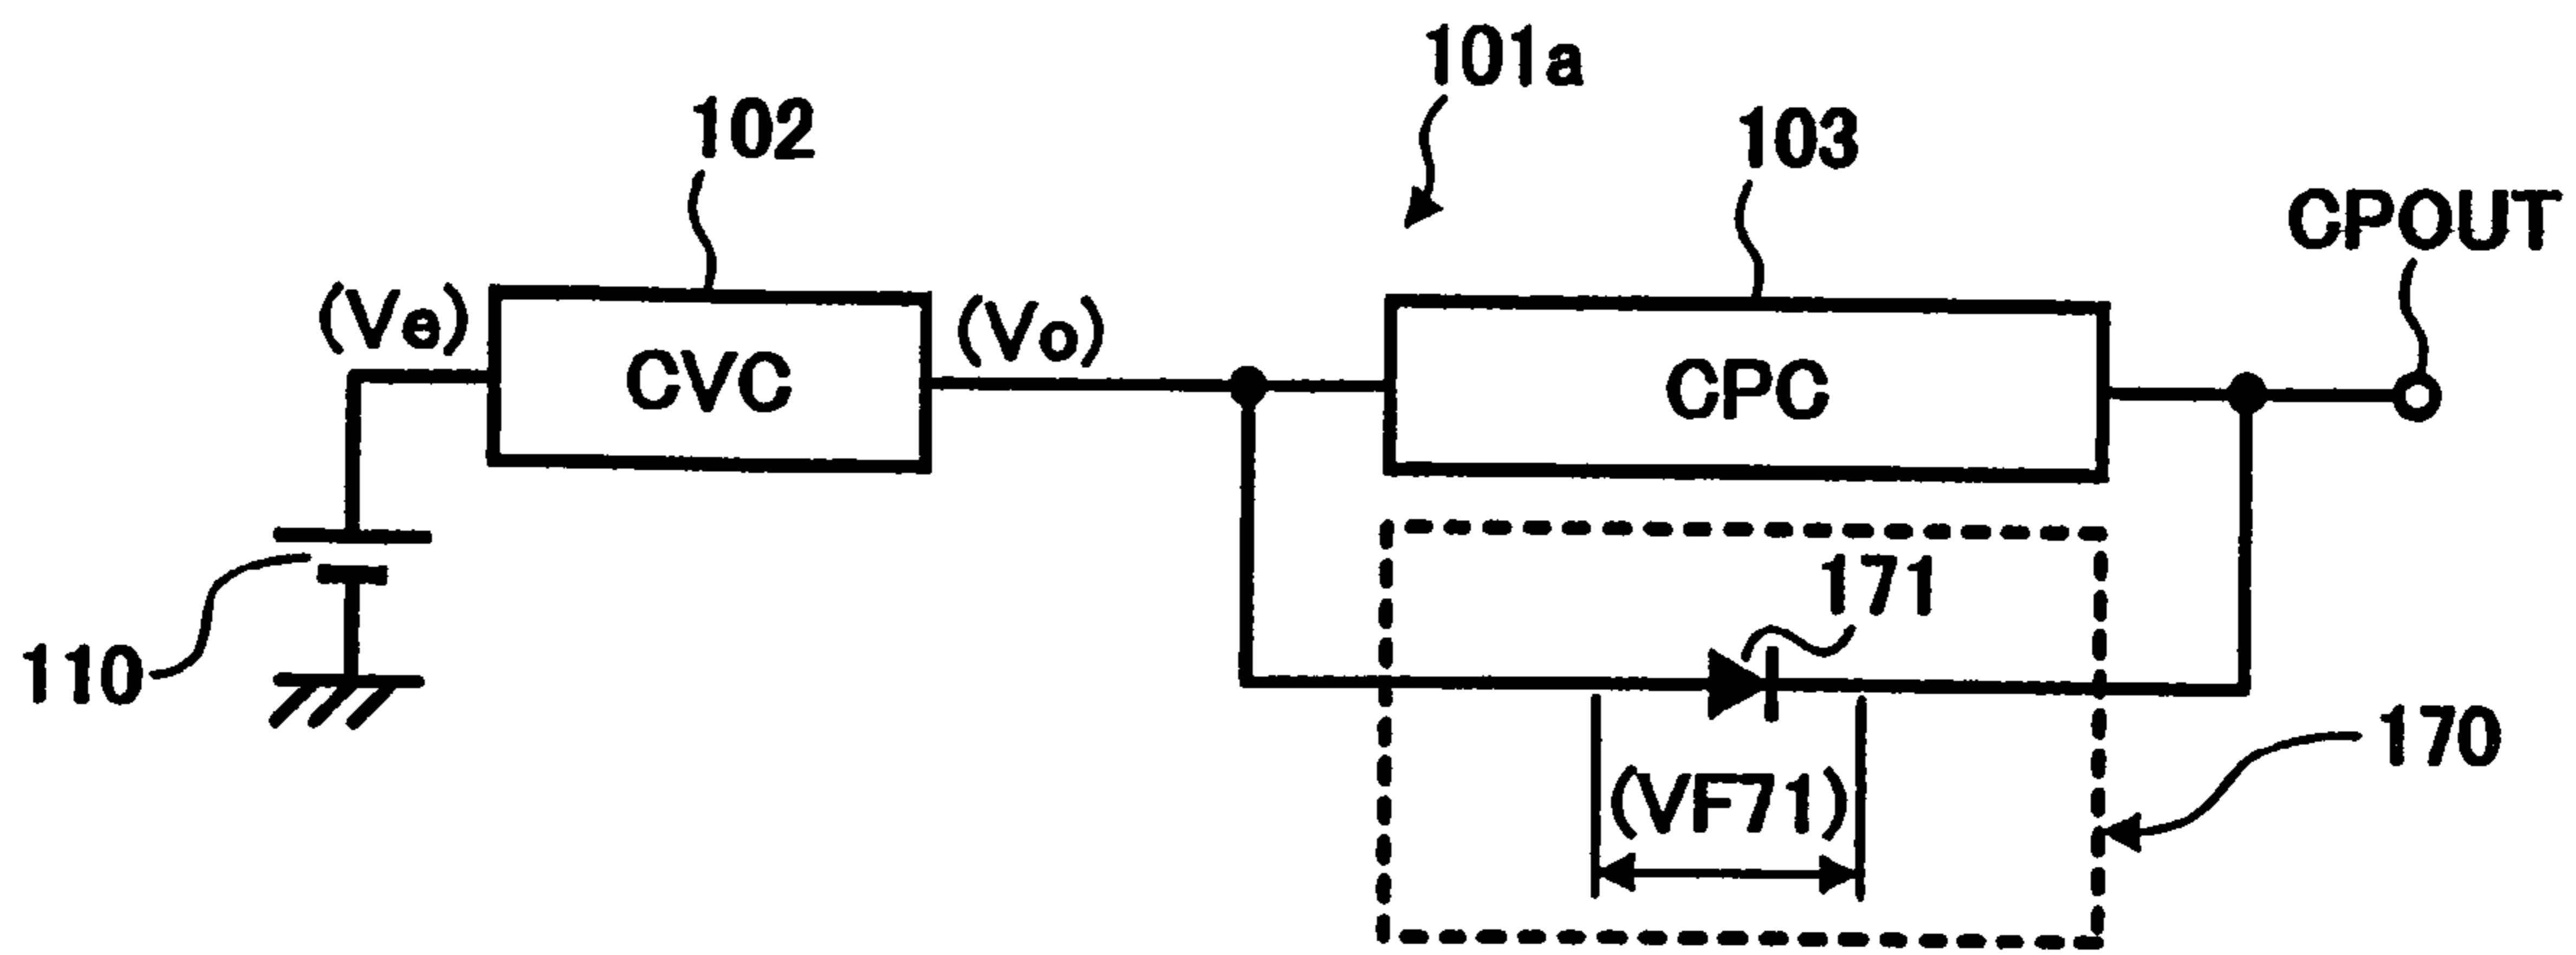 101a
102
103
CPOUT
(Ve)
(Vo)
CVC
CPC
171
110
170
(VF71)